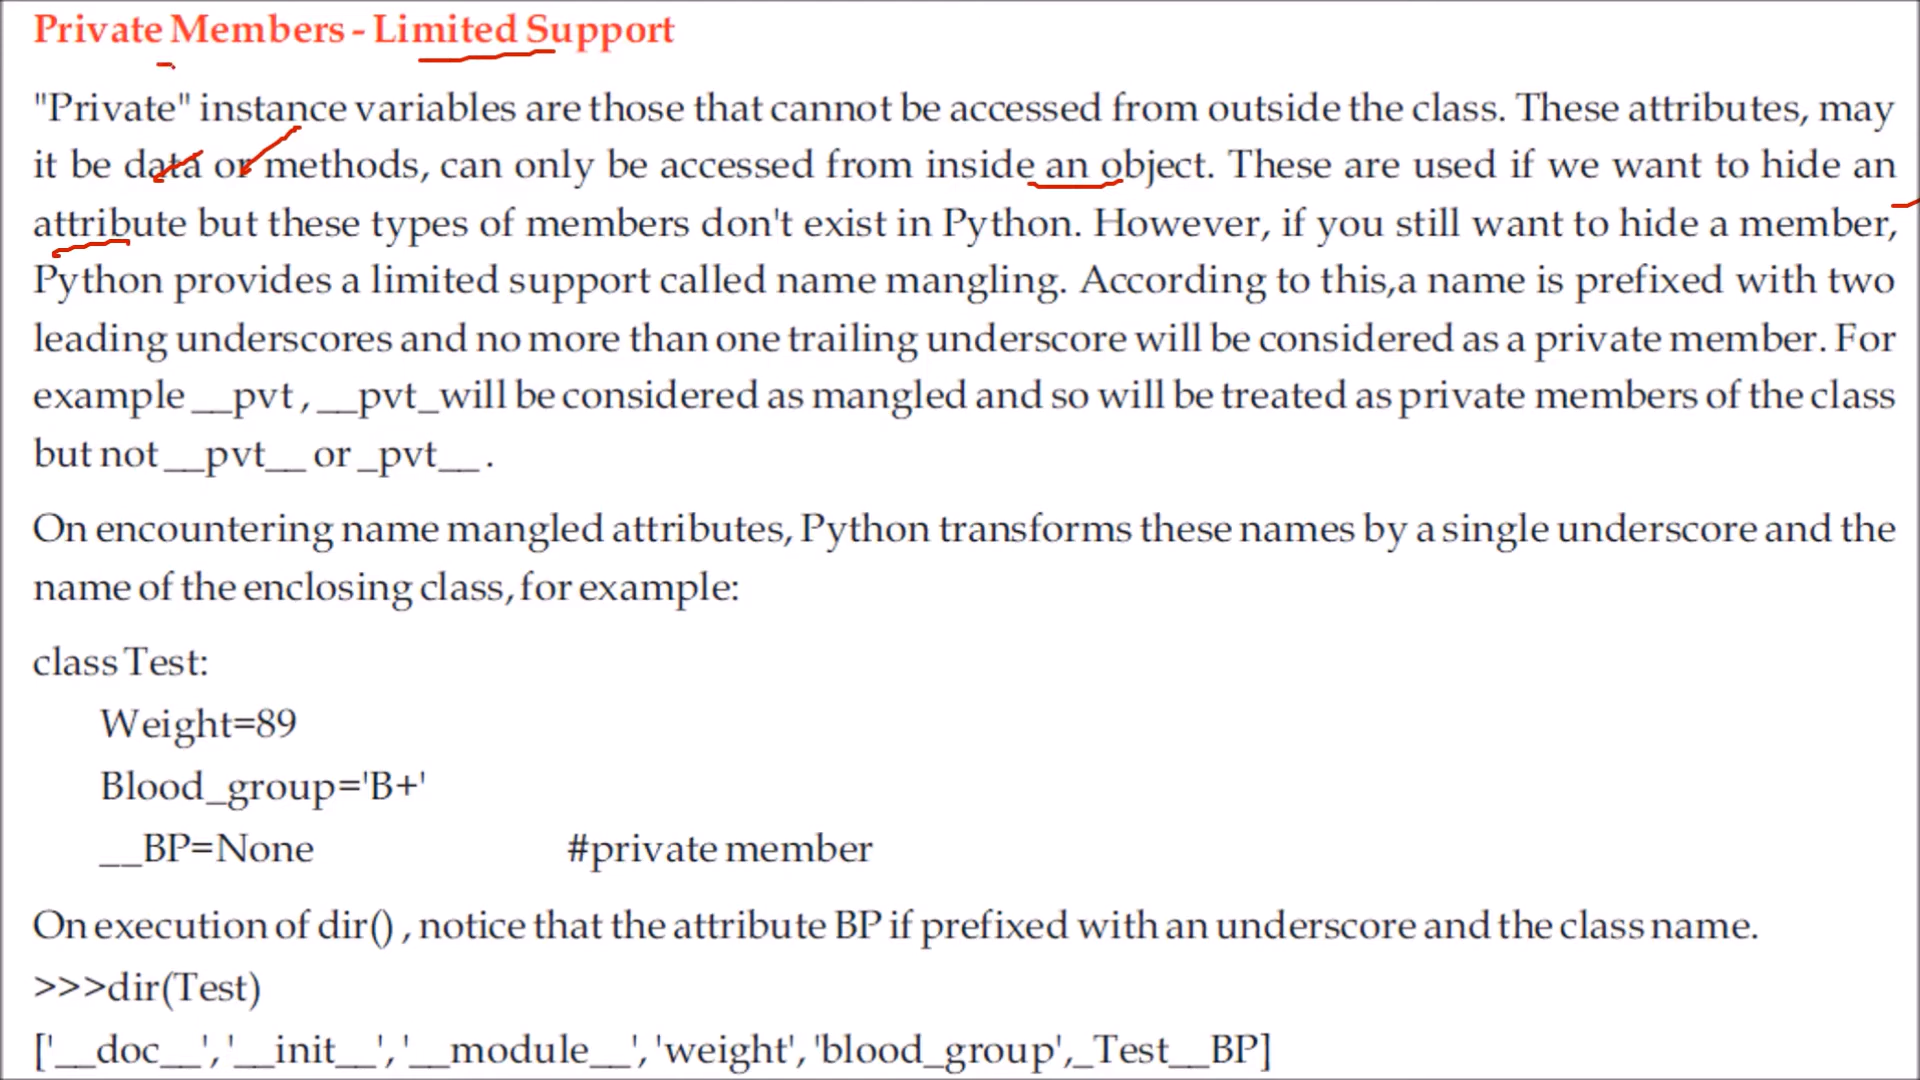 Private Members - Limited Support
"Private" instance variables are those that cannot be accessed from outside the class. These attributes, may
it be data or methods, can only be accessed from inside an object. These are used if we want to hide an
attribute but these types of members don't exist in Python. However, if you still want to hide a member,
Python provides a limited support called name mangling. According to this,a name is prefixed with two
leading underscores and no more than one trailing underscore will be considered as a private member. For
example __pvt , __pvt_will be considered as mangled and so will be treated as private members of the class
but not __pvt__ or _pvt__ .
On encountering name mangled attributes, Python transforms these names by a single underscore and the
name of the enclosing class, for example:
class Test:
Weight=89
Blood_group='B+'
__BP=None #private member
On execution of dir() , notice that the attribute BP if prefixed with an underscore and the class name.
>>>dir(Test)
['__doc__', '__init__', '__module__', 'weight', 'blood_group',_Test__BP]